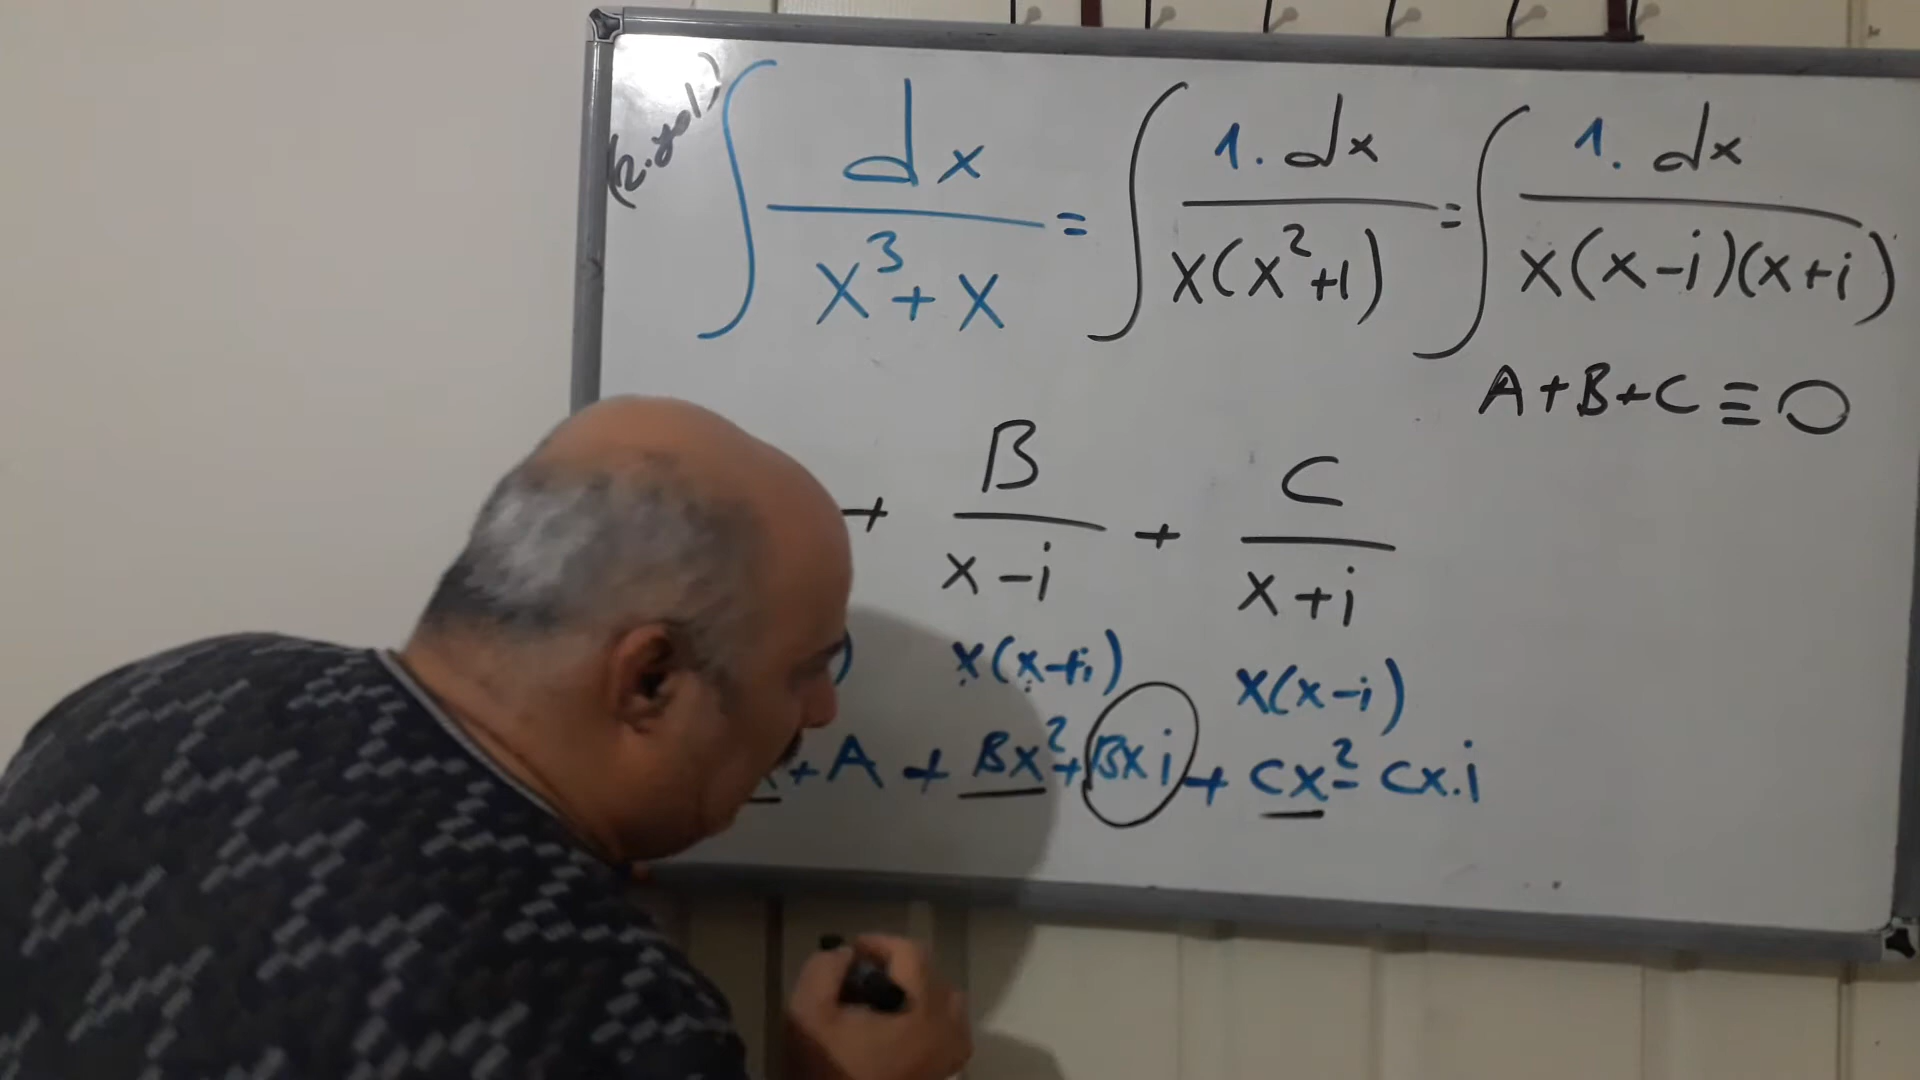 (2.yol)
∫ dx / (x³ + x) = ∫ 1. dx / (x(x²+1)) = ∫ 1. dx / (x(x-i)(x+i))
A+B+C ≡ 0
+ B / (x-i) + C / (x+i)
) x(x+i) x(x-i)
+A + Bx² + Bxi + Cx² - Cx.i